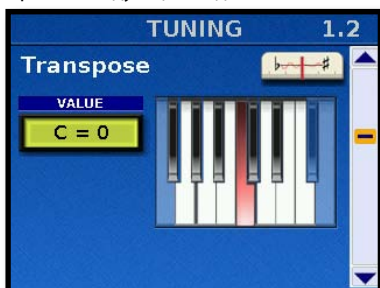 TUNING 1.2
Transpose
VALUE
C = 0